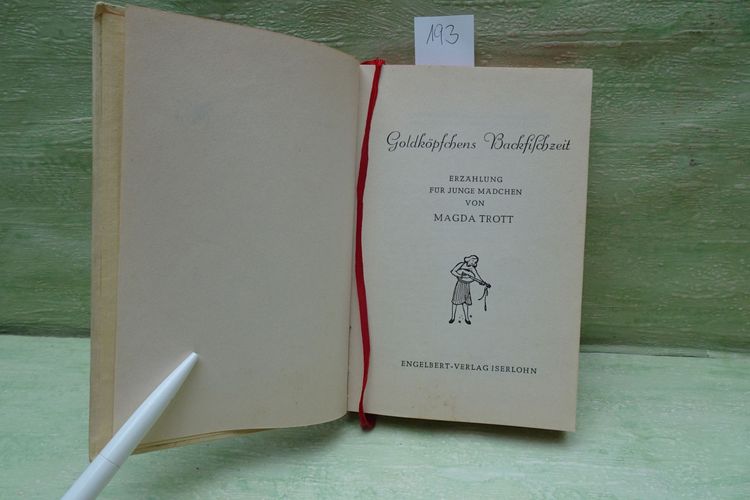 193
Goldköpfchens Backfischzeit
ERZÄHLUNG
FÜR JUNGE MÄDCHEN
VON
MAGDA TROTT
ENGELBERT-VERLAG ISERLOHN